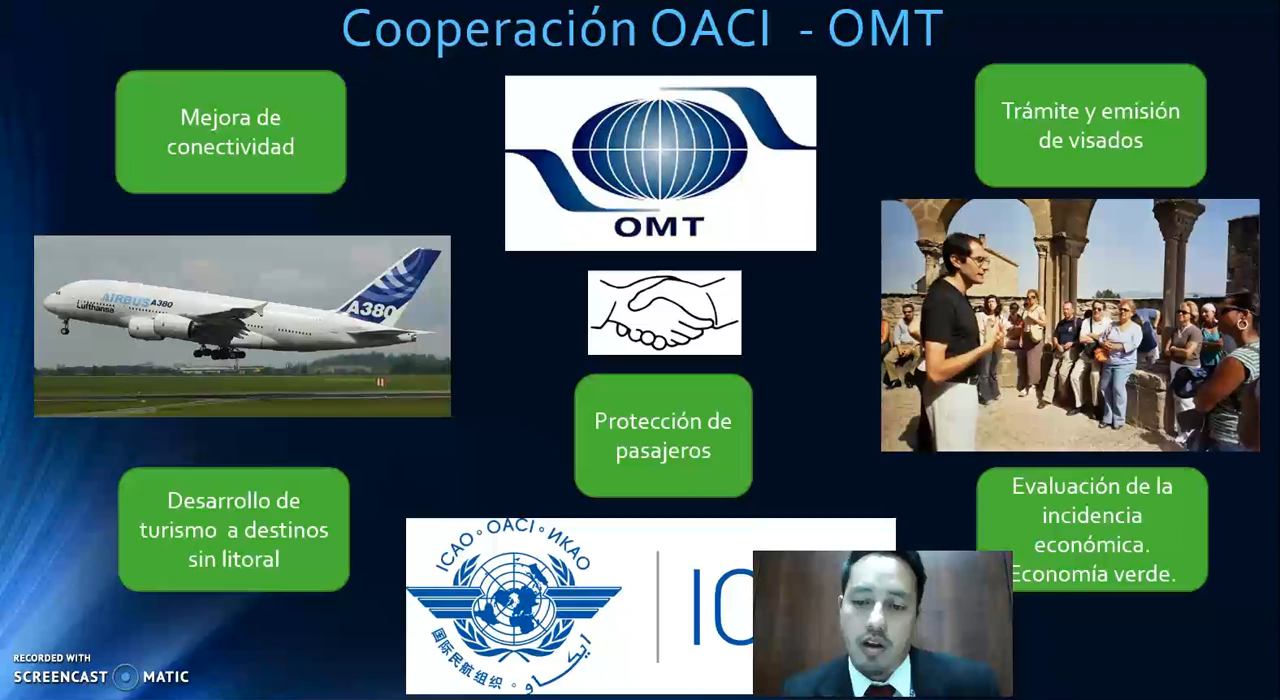 Cooperación OACI - OMT
Mejora de
conectividad
OMT
Trámite y emisión
de visados
AIRBUS A380
Lufthansa
A380
Protección de
pasajeros
Desarrollo de
turismo a destinos
sin litoral
Evaluación de la
incidencia
económica.
Economía verde.
ICAO ° OACI ° ИКАО
国际民航组织 ° ايكاو
IC
RECORDED WITH
SCREENCAST MATIC